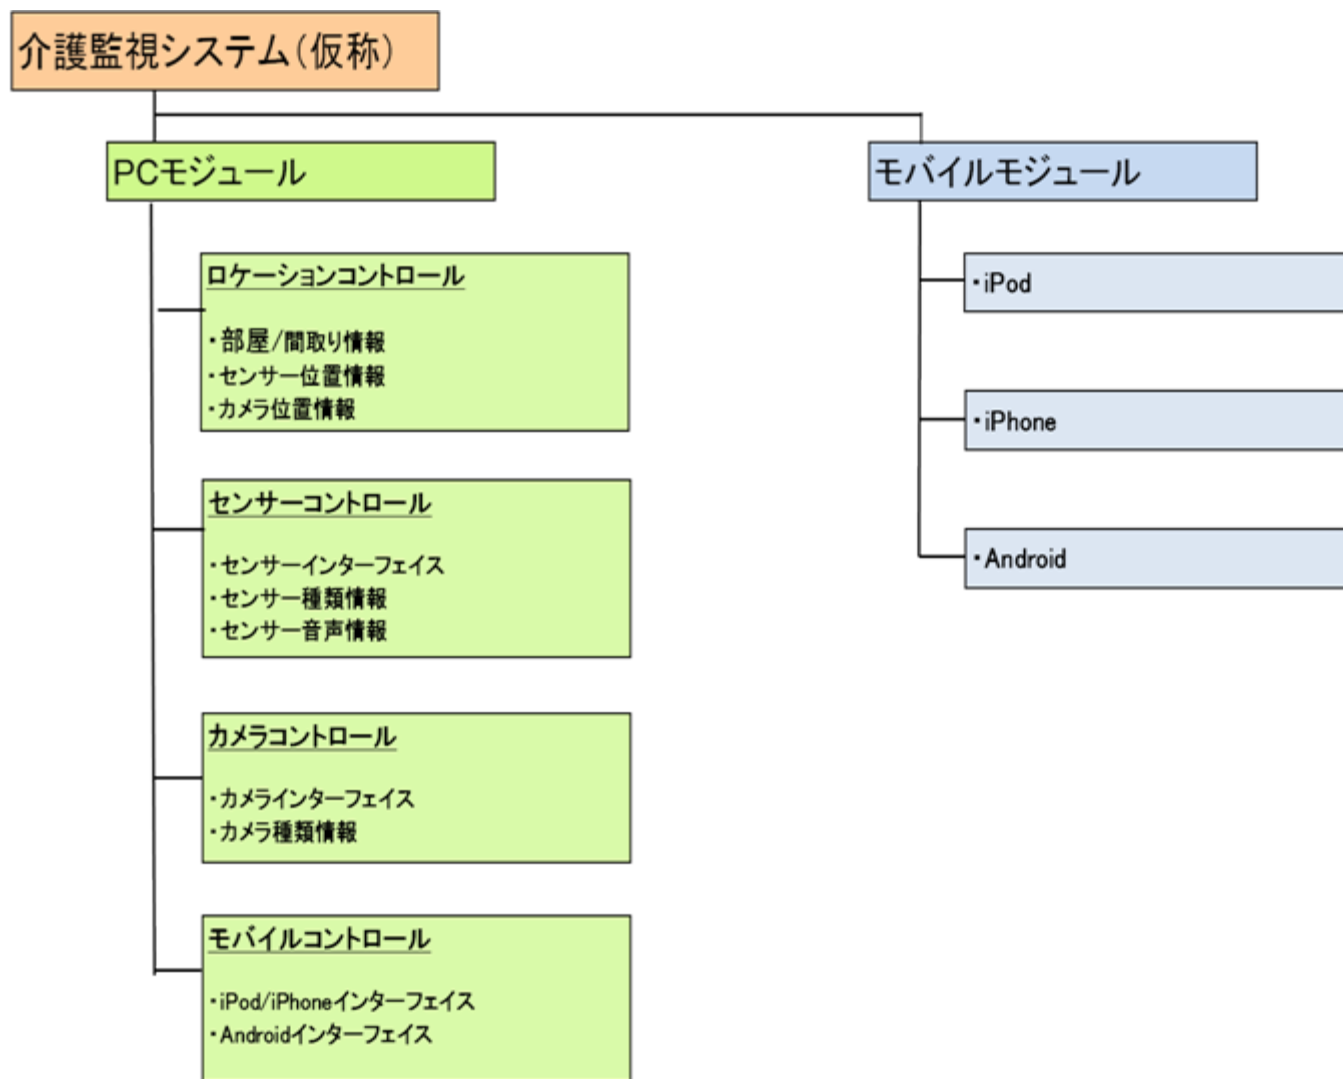 介護監視システム(仮称)
PCモジュール
ロケーションコントロール
・部屋/間取り情報
・センサー位置情報
・カメラ位置情報
センサーコントロール
・センサーインターフェイス
・センサー種類情報
・センサー音声情報
カメラコントロール
・カメラインターフェイス
・カメラ種類情報
モバイルコントロール
・iPod/iPhoneインターフェイス
・Androidインターフェイス
モバイルモジュール
・iPod
・iPhone
・Android